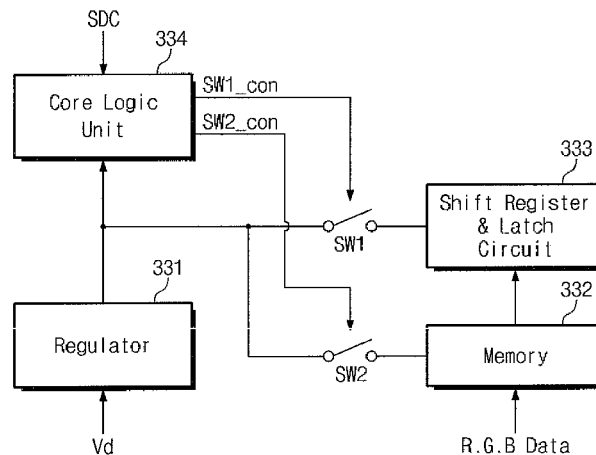 SDC
334
Core Logic
Unit
SW1_con
SW2_con
333
Shift Register
& Latch
Circuit
SW1
331
Regulator
332
Memory
SW2
Vd
R.G.B Data